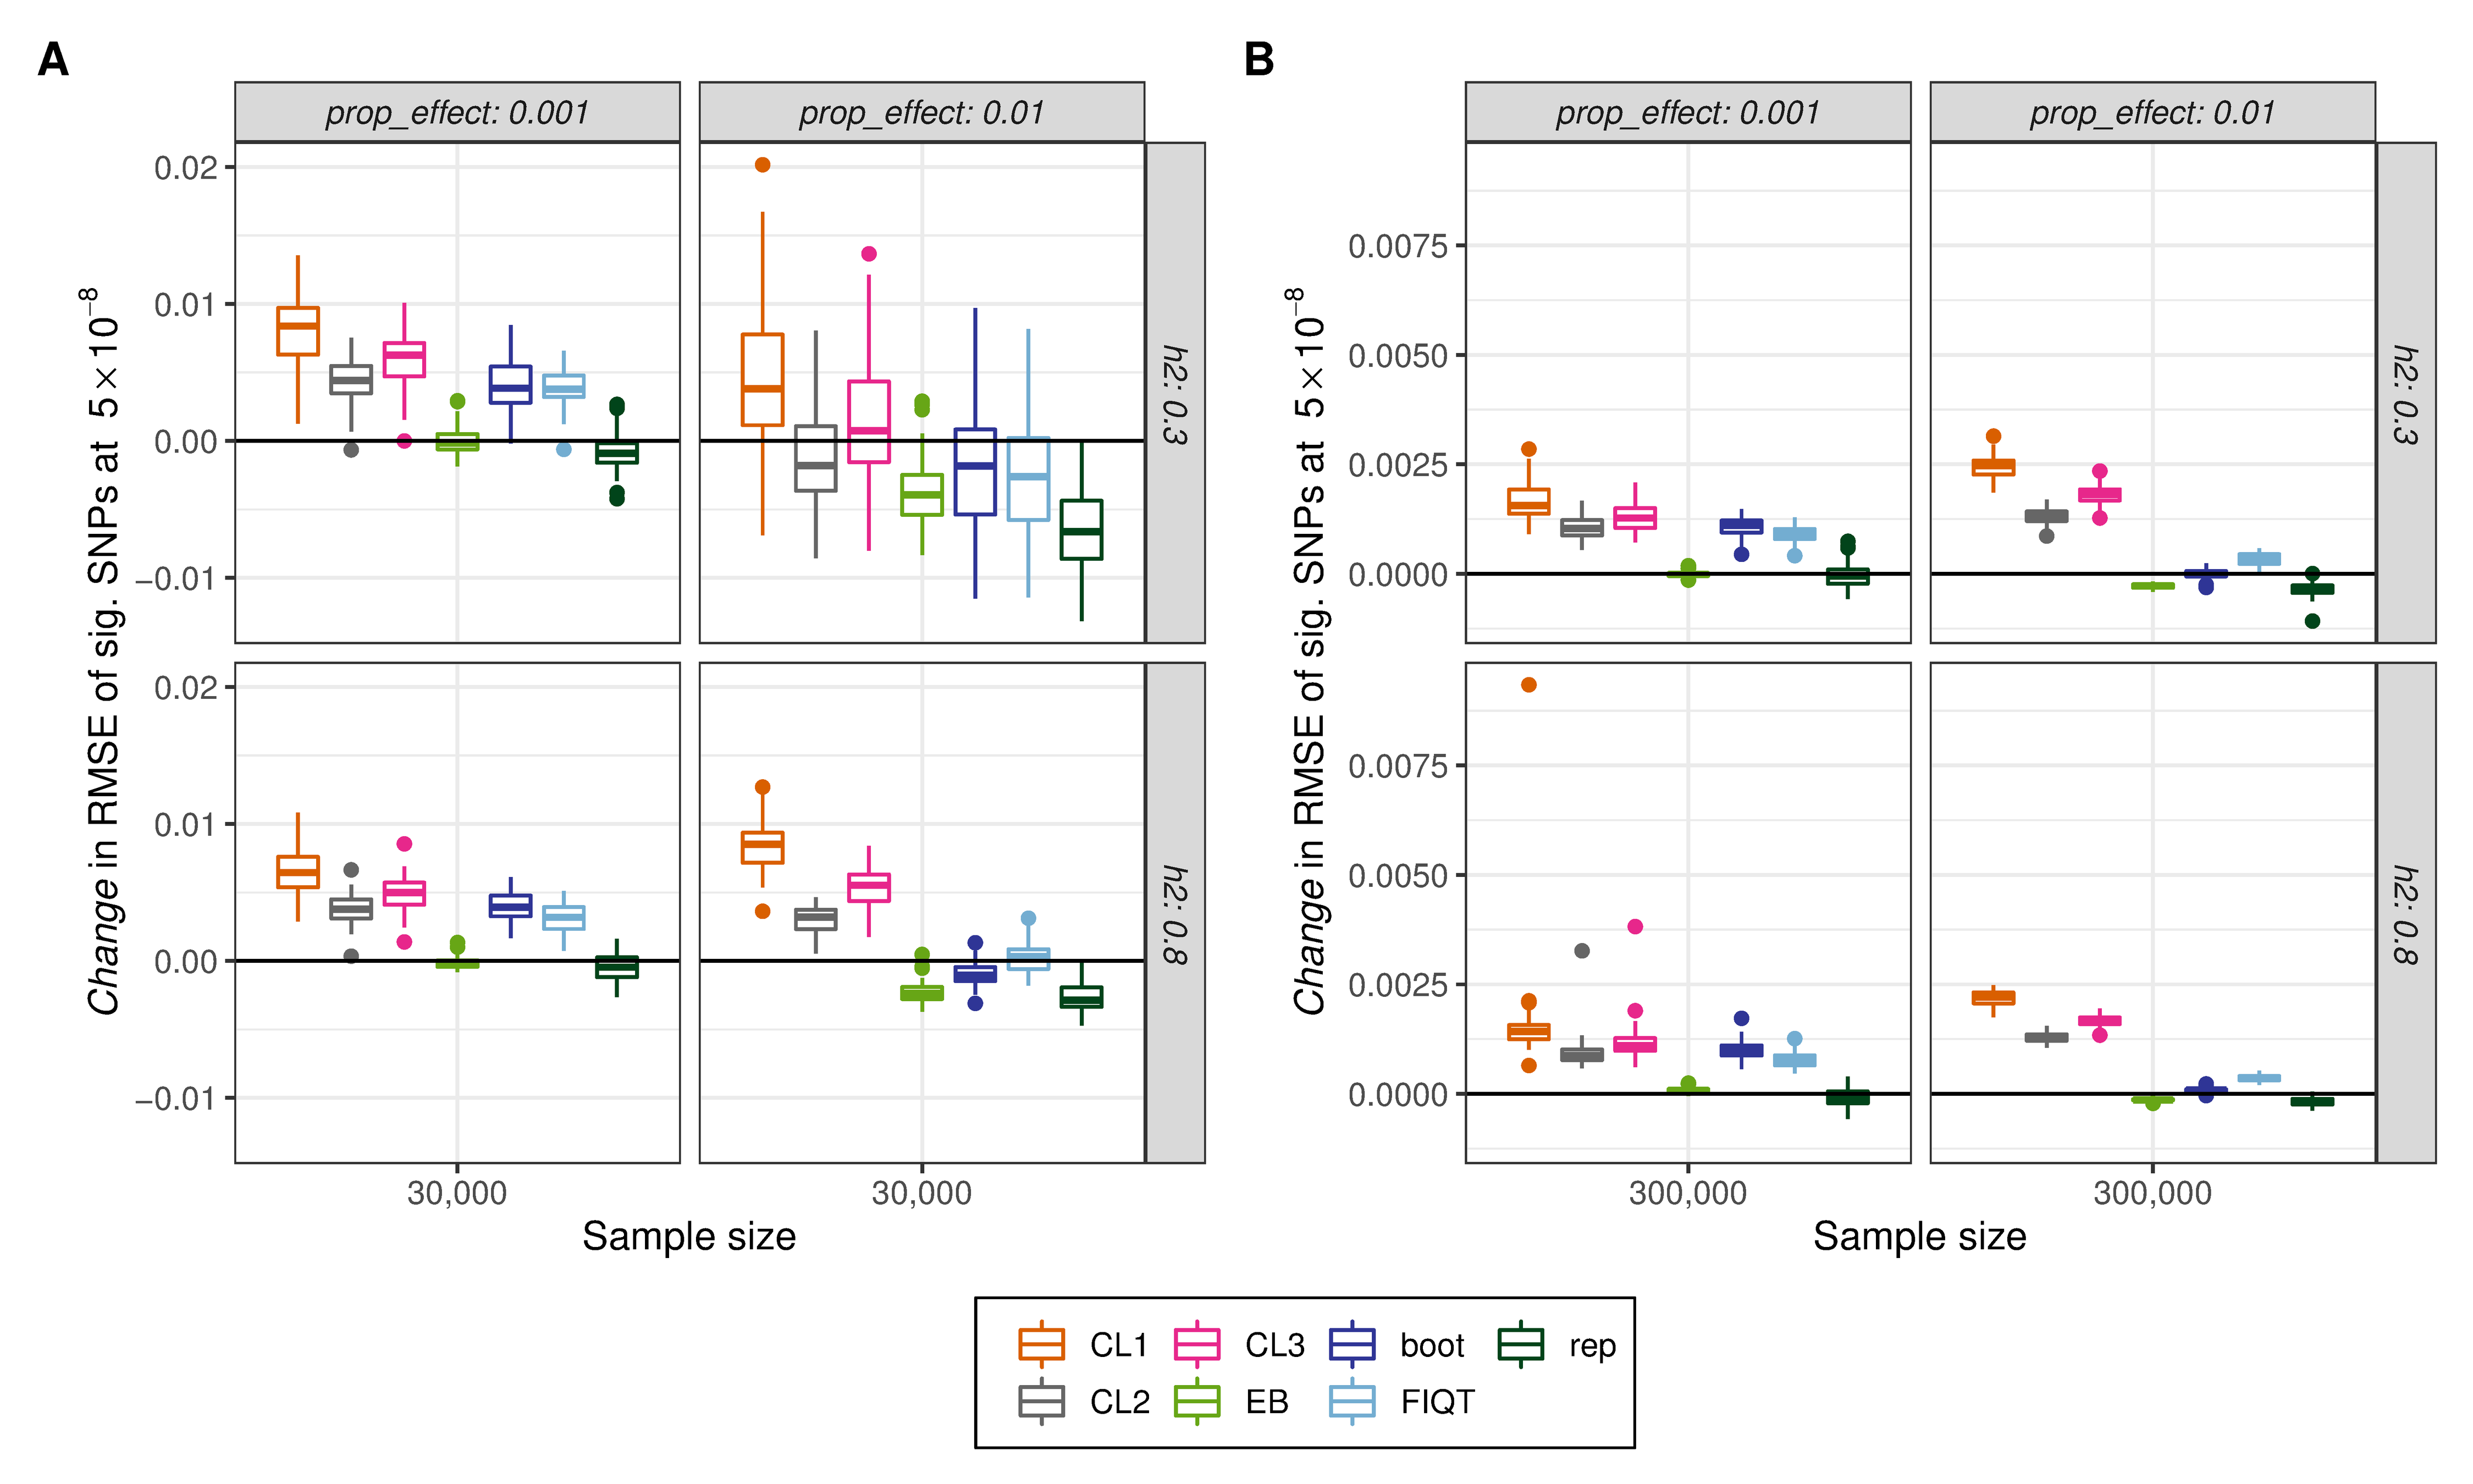 A
prop_effect: 0.001
prop_effect: 0.01
Change in RMSE of sig. SNPs at 5×10⁻⁸
0.02
0.01
0.00
−0.01
h2: 0.3
0.02
0.01
0.00
−0.01
h2: 0.8
30,000
30,000
Sample size
B
prop_effect: 0.001
prop_effect: 0.01
Change in RMSE of sig. SNPs at 5×10⁻⁸
0.0075
0.0050
0.0025
0.0000
h2: 0.3
0.0075
0.0050
0.0025
0.0000
h2: 0.8
300,000
300,000
Sample size
CL1 CL3 boot rep
CL2 EB FIQT